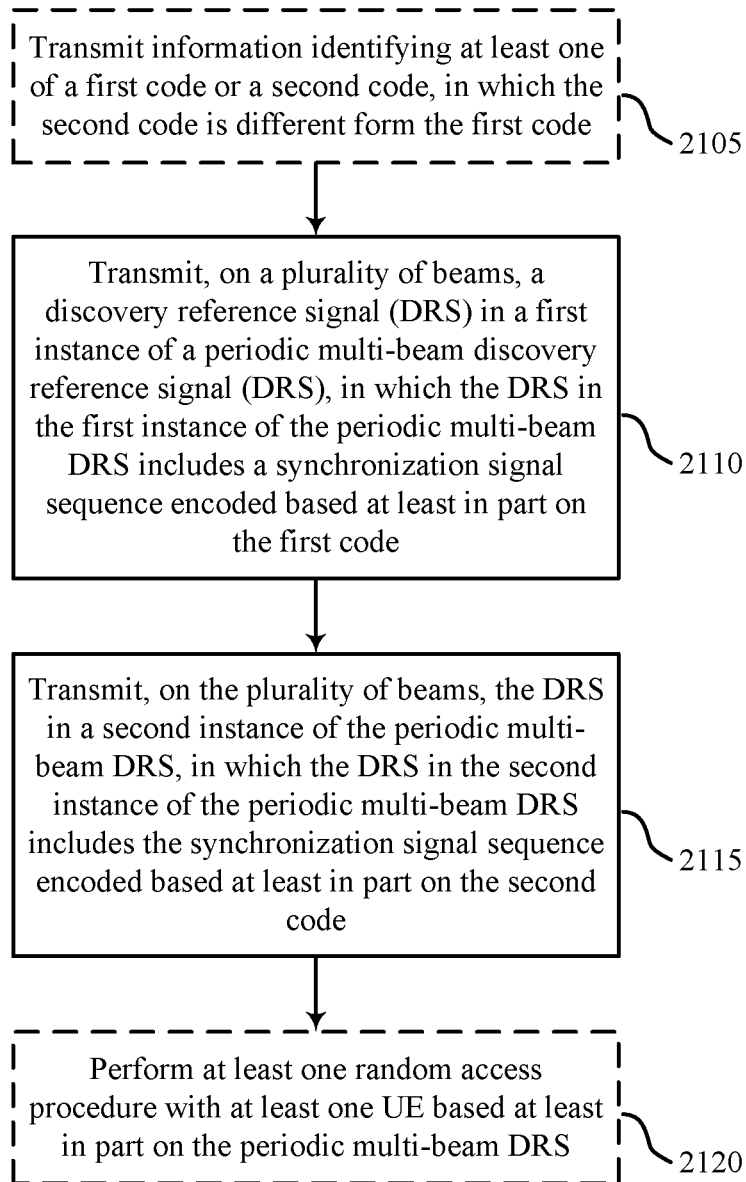 Transmit information identifying at least one
of a first code or a second code, in which the
second code is different form the first code
2105
Transmit, on a plurality of beams, a
discovery reference signal (DRS) in a first
instance of a periodic multi-beam discovery
reference signal (DRS), in which the DRS in
the first instance of the periodic multi-beam
DRS includes a synchronization signal
sequence encoded based at least in part on
the first code
2110
Transmit, on the plurality of beams, the DRS
in a second instance of the periodic multi-
beam DRS, in which the DRS in the second
instance of the periodic multi-beam DRS
includes the synchronization signal sequence
encoded based at least in part on the second
code
2115
Perform at least one random access
procedure with at least one UE based at least
in part on the periodic multi-beam DRS
2120